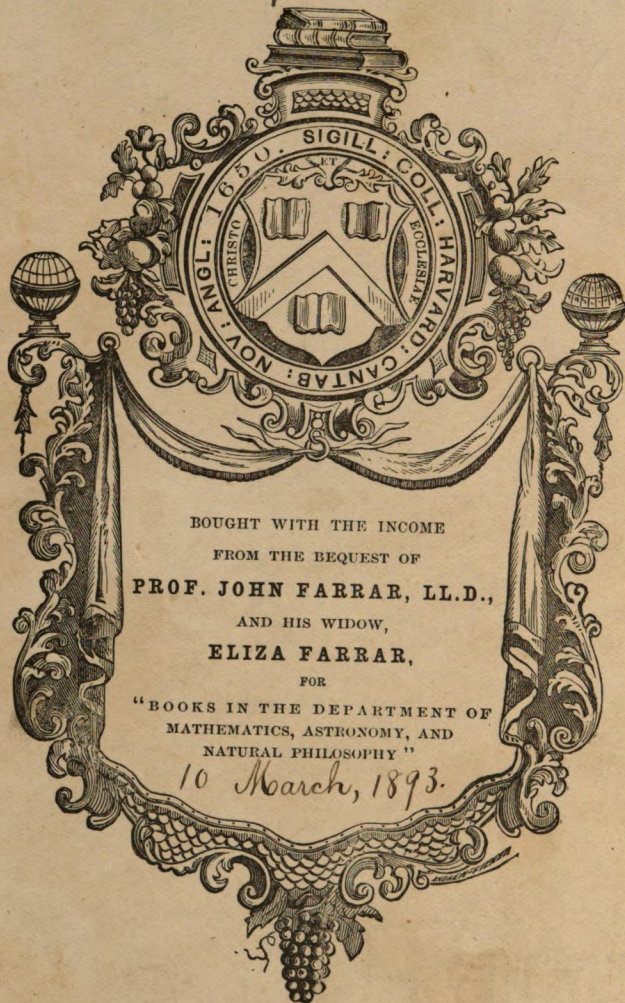 SIGILL: COLL: HARVARD: CANTAB: NOV: ANGL: 1650.
CHRISTO
ET
ECCLESIAE
BOUGHT WITH THE INCOME
FROM THE BEQUEST OF
PROF. JOHN FARRAR, LL.D.,
AND HIS WIDOW,
ELIZA FARRAR,
FOR
"BOOKS IN THE DEPARTMENT OF
MATHEMATICS, ASTRONOMY, AND
NATURAL PHILOSOPHY"
10 March, 1893.